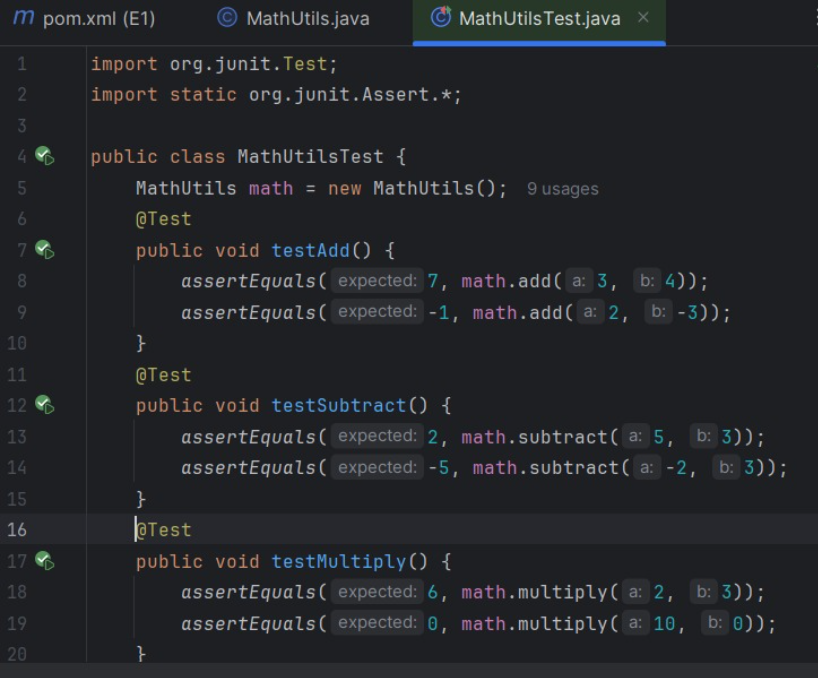 m pom.xml (E1) © MathUtils.java MathUtilsTest.java ×
1 import org.junit.Test;
2 import static org.junit.Assert.*;
3
4 public class MathUtilsTest {
5 MathUtils math = new MathUtils(); 9 usages
6 @Test
7 public void testAdd() {
8 assertEquals( expected: 7, math.add( a: 3, b: 4));
9 assertEquals( expected: -1, math.add( a: 2, b: -3));
10 }
11 @Test
12 public void testSubtract() {
13 assertEquals( expected: 2, math.subtract( a: 5, b: 3));
14 assertEquals( expected: -5, math.subtract( a: -2, b: 3));
15 }
16 @Test
17 public void testMultiply() {
18 assertEquals( expected: 6, math.multiply( a: 2, b: 3));
19 assertEquals( expected: 0, math.multiply( a: 10, b: 0));
20 }